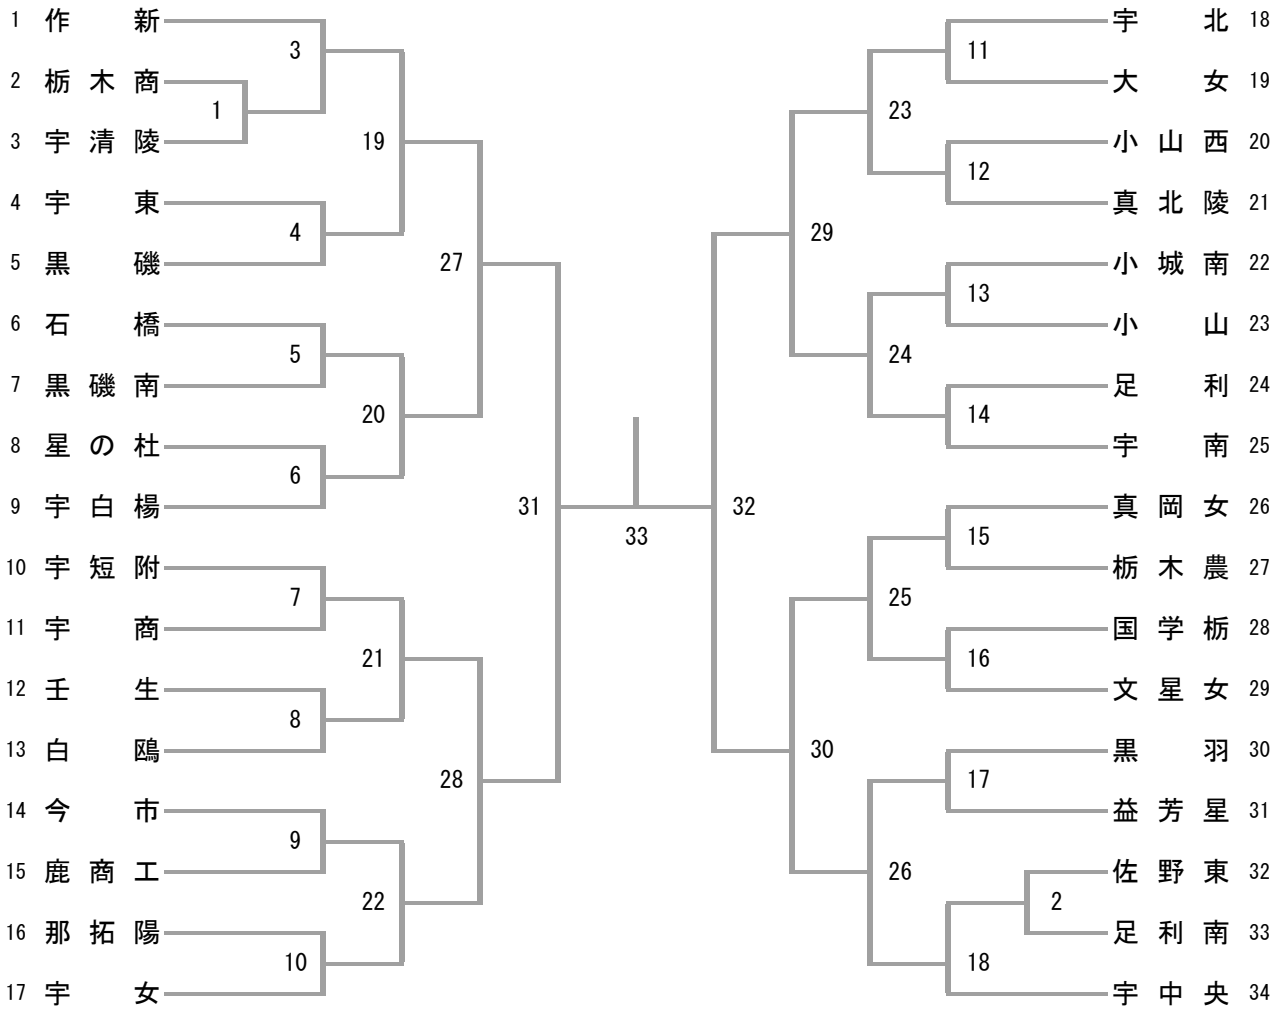 1 作新
2 栃木商
3 宇清陵
4 宇東
5 黒磯
6 石橋
7 黒磯南
8 星の杜
9 宇白楊
10 宇短附
11 宇商
12 壬生
13 白鴎
14 今市
15 鹿商工
16 那拓陽
17 宇女
3
1
19
4
27
5
20
6
31
7
21
8
28
9
22
10
33
32
11
23
12
29
13
24
14
15
25
16
30
17
26
2
18
宇北 18
大女 19
小山西 20
真北陵 21
小城南 22
小山 23
足利 24
宇南 25
真岡女 26
栃木農 27
国学栃 28
文星女 29
黒羽 30
益芳星 31
佐野東 32
足利南 33
宇中央 34